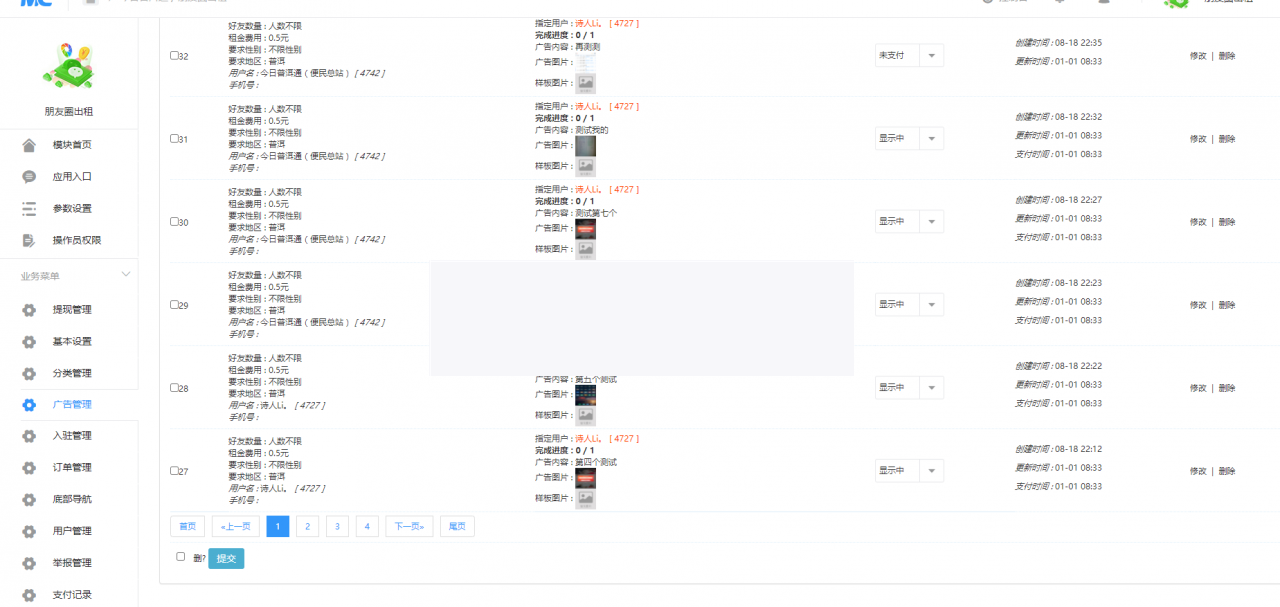 朋友圈出租
模块首页
应用入口
参数设置
操作员权限
业务菜单
提现管理
基本设置
分类管理
广告管理
入驻管理
订单管理
底部导航
用户管理
举报管理
支付记录
32
好友数量 : 人数不限
租金费用 : 0.5元
要求性别 : 不限性别
要求地区 : 普洱
用户名 : 今日普洱通（便民总站）［4742］
手机号 :
指定用户 : 诗人Li。［4727］
完成进度 : 0 / 1
广告内容 : 再测测
广告图片 :
样板图片 :
未支付
创建时间 : 08-18 22:35
更新时间 : 01-01 08:33
修改 | 删除
31
好友数量 : 人数不限
租金费用 : 0.5元
要求性别 : 不限性别
要求地区 : 普洱
用户名 : 今日普洱通（便民总站）［4742］
手机号 :
指定用户 : 诗人Li。［4727］
完成进度 : 0 / 1
广告内容 : 测试我的
广告图片 :
样板图片 :
显示中
创建时间 : 08-18 22:32
更新时间 : 01-01 08:33
支付时间 : 01-01 08:33
修改 | 删除
30
好友数量 : 人数不限
租金费用 : 0.5元
要求性别 : 不限性别
要求地区 : 普洱
用户名 : 今日普洱通（便民总站）［4742］
手机号 :
指定用户 : 诗人Li。［4727］
完成进度 : 0 / 1
广告内容 : 测试第七个
广告图片 :
样板图片 :
显示中
创建时间 : 08-18 22:27
更新时间 : 01-01 08:33
支付时间 : 01-01 08:33
修改 | 删除
29
好友数量 : 人数不限
租金费用 : 0.5元
要求性别 : 不限性别
要求地区 : 普洱
用户名 : 今日普洱通（便民总站）［4742］
手机号 :
显示中
创建时间 : 08-18 22:23
更新时间 : 01-01 08:33
支付时间 : 01-01 08:33
修改 | 删除
28
好友数量 : 人数不限
租金费用 : 0.5元
要求性别 : 不限性别
要求地区 : 普洱
用户名 : 诗人Li。［4727］
手机号 :
广告内容 : 第五个测试
广告图片 :
样板图片 :
显示中
创建时间 : 08-18 22:22
更新时间 : 01-01 08:33
支付时间 : 01-01 08:33
修改 | 删除
27
好友数量 : 人数不限
租金费用 : 0.5元
要求性别 : 不限性别
要求地区 : 普洱
用户名 : 诗人Li。［4727］
手机号 :
指定用户 : 诗人Li。［4727］
完成进度 : 0 / 1
广告内容 : 第四个测试
广告图片 :
样板图片 :
显示中
创建时间 : 08-18 22:12
更新时间 : 01-01 08:33
支付时间 : 01-01 08:33
修改 | 删除
首页 «上一页 1 2 3 4 下一页» 尾页
删? 提交